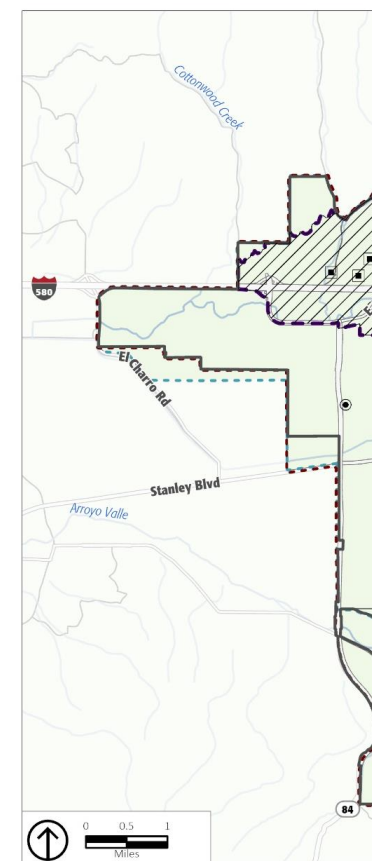 Cottonwood Creek
580
El Charro Rd
Stanley Blvd
Arroyo Valle
84
0 0.5 1
Miles